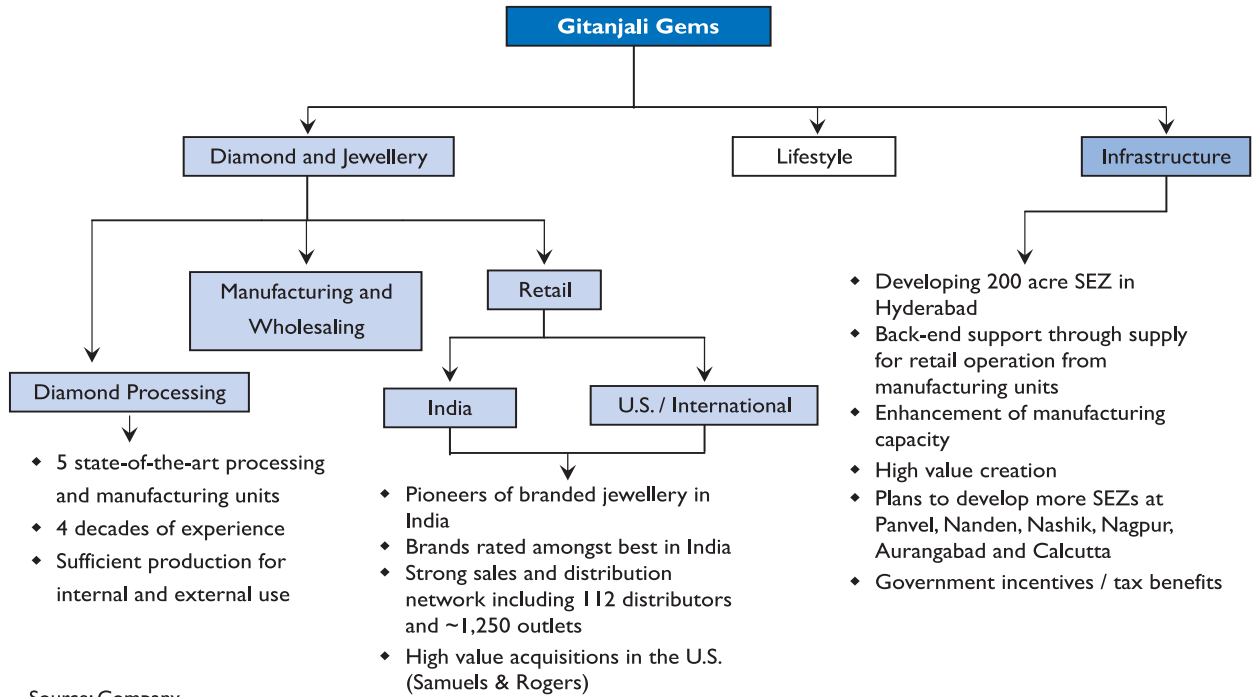 Gitanjali Gems
Diamond and Jewellery
Lifestyle
Infrastructure
Manufacturing and
Wholesaling
Retail
Diamond Processing
India
U.S. / International
◆ 5 state-of-the-art processing
and manufacturing units
◆ 4 decades of experience
◆ Sufficient production for
internal and external use
◆ Pioneers of branded jewellery in
India
◆ Brands rated amongst best in India
◆ Strong sales and distribution
network including 112 distributors
and ~1,250 outlets
◆ High value acquisitions in the U.S.
(Samuels & Rogers)
◆ Developing 200 acre SEZ in
Hyderabad
◆ Back-end support through supply
for retail operation from
manufacturing units
◆ Enhancement of manufacturing
capacity
◆ High value creation
◆ Plans to develop more SEZs at
Panvel, Nanden, Nashik, Nagpur,
Aurangabad and Calcutta
◆ Government incentives / tax benefits
Source: Company